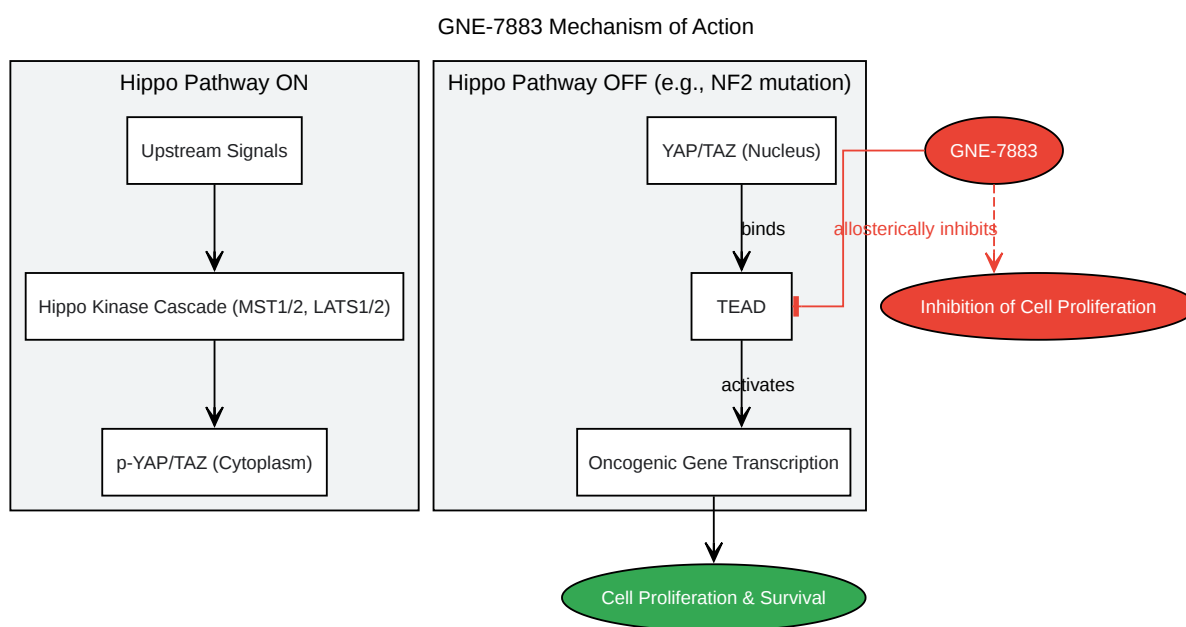 GNE-7883 Mechanism of Action
Hippo Pathway ON
Upstream Signals
Hippo Kinase Cascade (MST1/2, LATS1/2)
p-YAP/TAZ (Cytoplasm)
Hippo Pathway OFF (e.g., NF2 mutation)
YAP/TAZ (Nucleus)
binds
TEAD
activates
Oncogenic Gene Transcription
Cell Proliferation & Survival
GNE-7883
allosterically inhibits
Inhibition of Cell Proliferation